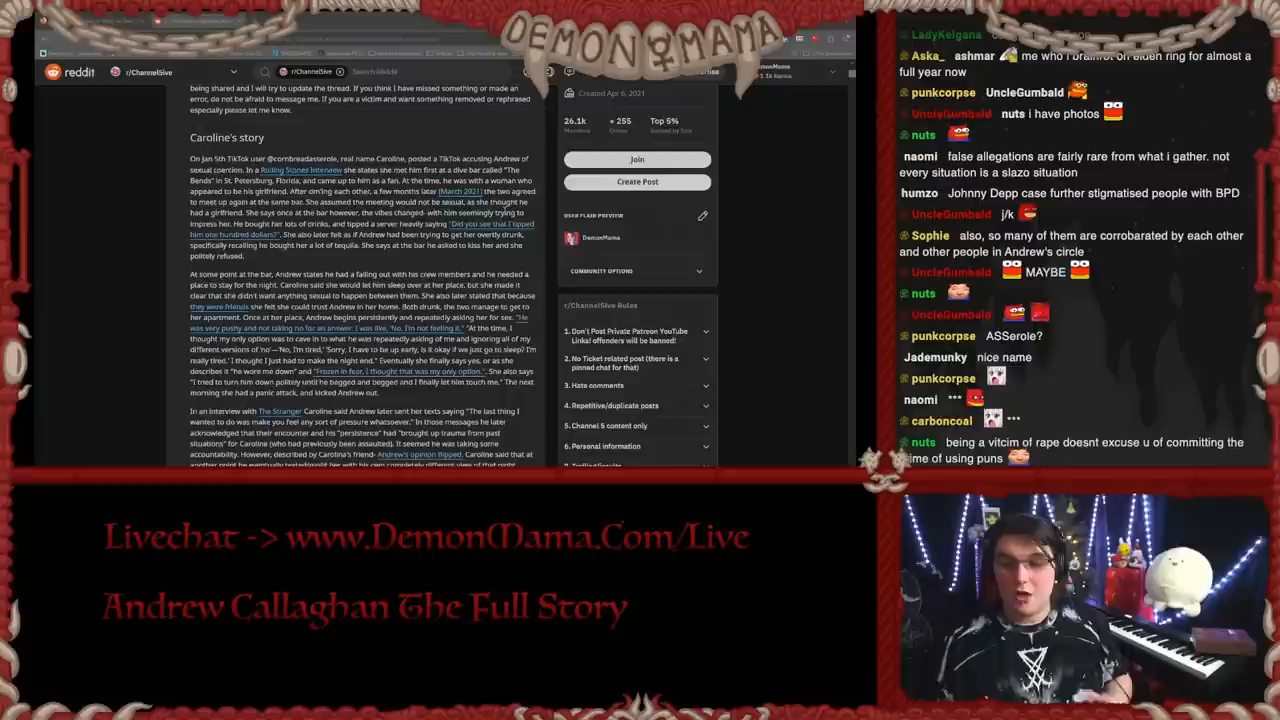 DEMON MAMA
reddit
r/Channel5ive
r/Channel5ive
Search Reddit
DemonMama
1.1k karma
being shared and I will try to update the thread. If you think I have missed something or made an
error, do not be afraid to message me. If you are a victim and want something removed or rephrased
especially please let me know.
Caroline's story
On Jan 5th TikTok user @cornbreadasserole, real name Caroline, posted a TikTok accusing Andrew of
sexual coercion. In a Rolling Stones Interview she states she met him first at a dive bar called "The
Bends" in St. Petersburg, Florida, and came up to him as a fan. At the time, he was with a woman who
appeared to be his girlfriend. After dm'ing each other, a few months later (March 2021) the two agreed
to meet up again at the same bar. She assumed the meeting would not be sexual, as she thought he
had a girlfriend. She says once at the bar however, the vibes changed- with him seemingly trying to
impress her. He bought her lots of drinks, and tipped a server heavily saying "Did you see that I tipped
him one hundred dollars?". She also later felt as if Andrew had been trying to get her overtly drunk,
specifically recalling he bought her a lot of tequila. She says at the bar he asked to kiss her and she
politely refused.
At some point at the bar, Andrew states he had a falling out with his crew members and he needed a
place to stay for the night. Caroline said she would let him sleep over at her place, but she made it
clear that she didn't want anything sexual to happen between them. She also later stated that because
they were friends she felt she could trust Andrew in her home. Both drunk, the two manage to get to
her apartment. Once at her place, Andrew begins persistently and repeatedly asking her for sex. "He
was very pushy and not taking no for an answer. I was like, 'No, I'm not feeling it.'" "At the time, I
thought my only option was to cave in to what he was repeatedly asking of me and ignoring all of my
different versions of 'no'—'No, I'm tired,' 'Sorry, I have to be up early, is it okay if we just go to sleep? I'm
really tired.' I thought I just had to make the night end." Eventually she finally says yes, or as she
describes it "he wore me down" and "Frozen in fear, I thought that was my only option.". She also says
"I tried to turn him down politely until he begged and begged and I finally let him touch me." The next
morning she had a panic attack, and kicked Andrew out.
In an interview with The Stranger Caroline said Andrew later sent her texts saying "The last thing I
wanted to do was make you feel any sort of pressure whatsoever." In those messages he later
acknowledged that their encounter and his "persistence" had "brought up trauma from past
situations" for Caroline (who had previously been assaulted). It seemed he was taking some
accountability. However, described by Carolina's friend- Andrew's opinion flipped. Caroline said that at
Created Apr 6, 2021
26.1k
255
Top 5%
Members
Online
Ranked by Size
Join
Create Post
USER FLAIR PREVIEW
DemonMama
COMMUNITY OPTIONS
r/Channel5ive Rules
1. Don't Post Private Patreon YouTube
Links! offenders will be banned!
2. No Ticket related post (there is a
pinned chat for that)
3. Hate comments
4. Repetitive/duplicate posts
5. Channel 5 content only
6. Personal information
LadyKelgana
Aska_ ashmar me who i brainrot on elden ring for almost a
full year now
punkcorpse UncleGumbald
UncleGumbald nuts i have photos
nuts
naomi false allegations are fairly rare from what i gather. not
every situation is a slazo situation
humzo Johnny Depp case further stigmatised people with BPD
UncleGumbald j/k
Sophie also, so many of them are corrobarated by each other
and other people in Andrew's circle
UncleGumbald MAYBE
nuts
UncleGumbald
punkcorpse ASSerole?
Jademunky nice name
punkcorpse
naomi ***
carboncoal ***
nuts being a vitcim of rape doesnt excuse u of committing the
ime of using puns
Livechat -> www.DemonMama.Com/Live
Andrew Callaghan The Full Story